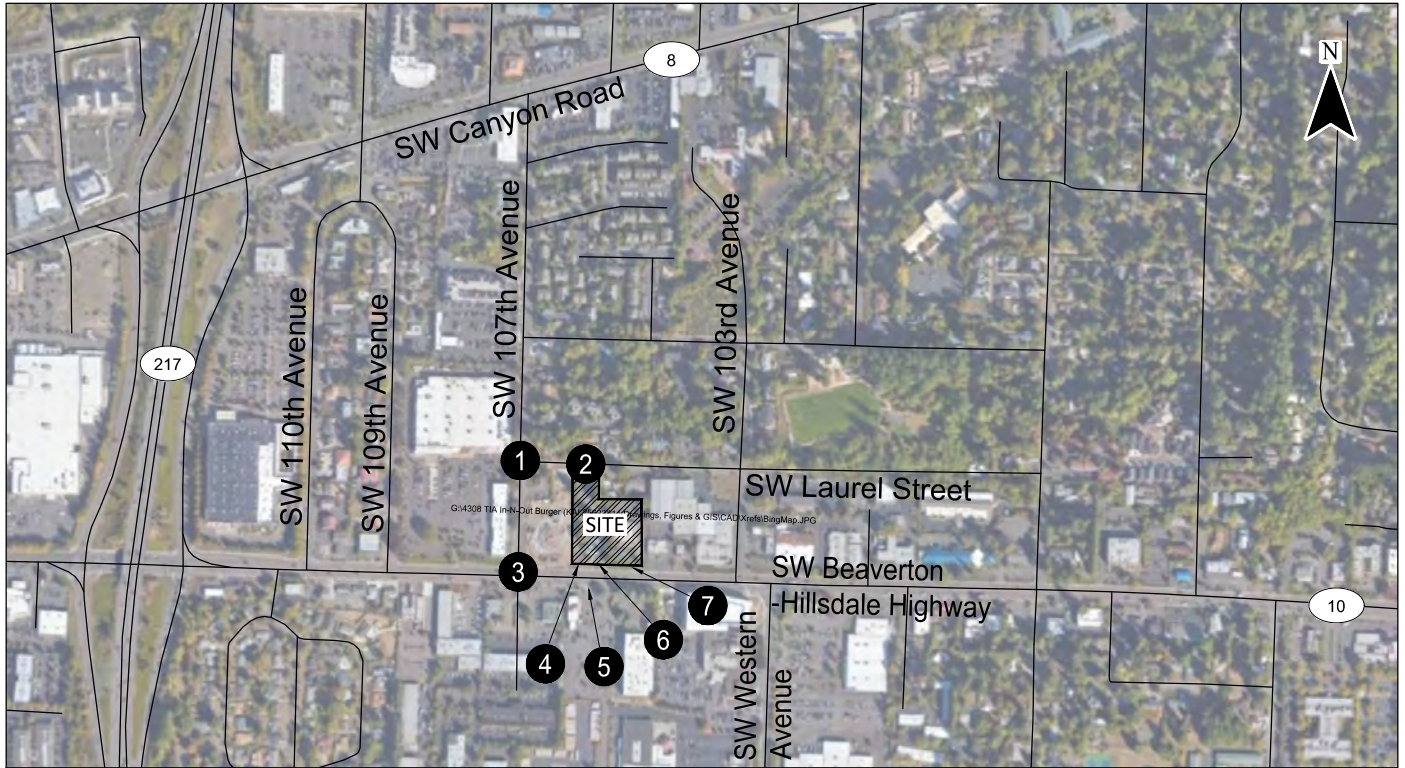 8
N
SW Canyon Road
SW 107th Avenue
SW 103rd Avenue
217
SW 110th Avenue
SW 109th Avenue
1
2
SW Laurel Street
SITE
3
SW Beaverton
-Hillsdale Highway
10
7
6
4
5
SW Western
Avenue